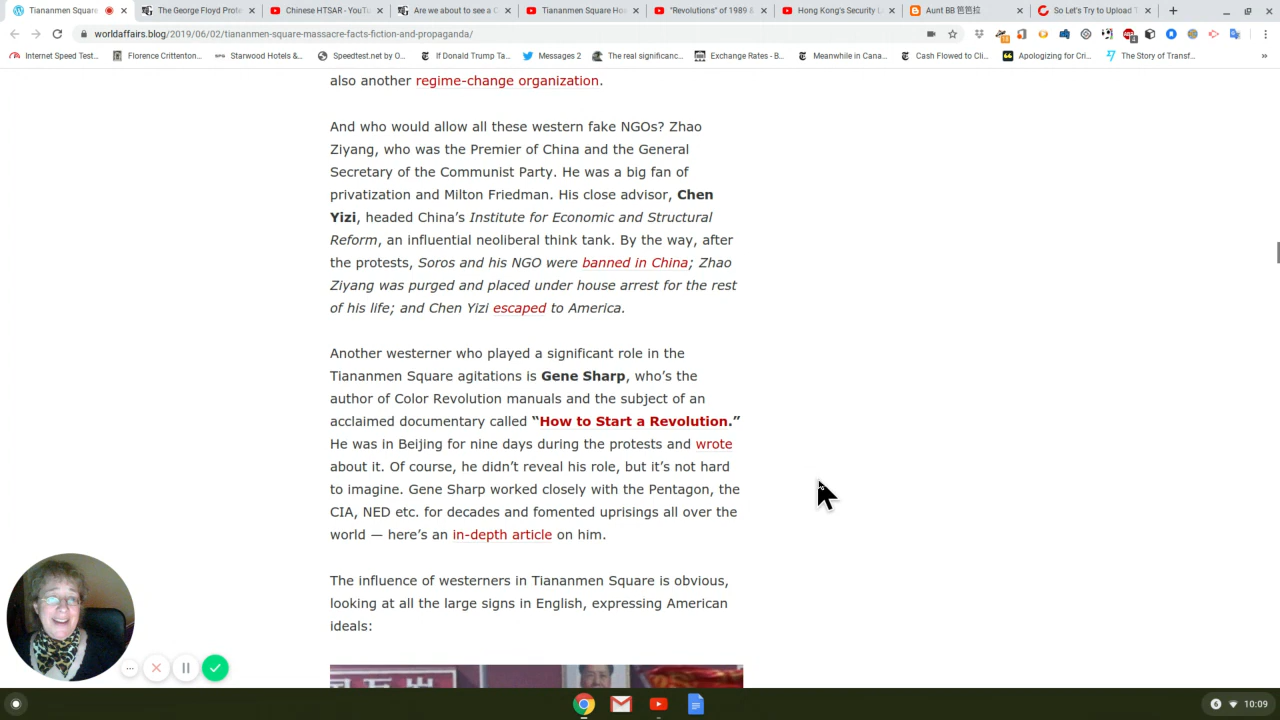 Tiananmen Square
The George Floyd Prote
Chinese HTSAR - YouTu
Are we about to see a C
Tiananmen Square Hoa
"Revolutions" of 1989 &
Hong Kong's Security L
Aunt BB 芭芭拉
So Let's Try to Upload T
worldaffairs.blog/2019/06/02/tiananmen-square-massacre-facts-fiction-and-propaganda/
Internet Speed Test...
Florence Crittenton...
Starwood Hotels &...
Speedtest.net by O...
If Donald Trump Ta...
Messages 2
The real significanc...
Exchange Rates - B...
Meanwhile in Cana...
Cash Flowed to Cli...
Apologizing for Cri...
The Story of Transf...
also another regime-change organization.
And who would allow all these western fake NGOs? Zhao
Ziyang, who was the Premier of China and the General
Secretary of the Communist Party. He was a big fan of
privatization and Milton Friedman. His close advisor, Chen
Yizi, headed China’s Institute for Economic and Structural
Reform, an influential neoliberal think tank. By the way, after
the protests, Soros and his NGO were banned in China; Zhao
Ziyang was purged and placed under house arrest for the rest
of his life; and Chen Yizi escaped to America.
Another westerner who played a significant role in the
Tiananmen Square agitations is Gene Sharp, who’s the
author of Color Revolution manuals and the subject of an
acclaimed documentary called “How to Start a Revolution.”
He was in Beijing for nine days during the protests and wrote
about it. Of course, he didn’t reveal his role, but it’s not hard
to imagine. Gene Sharp worked closely with the Pentagon, the
CIA, NED etc. for decades and fomented uprisings all over the
world — here’s an in-depth article on him.
The influence of westerners in Tiananmen Square is obvious,
looking at all the large signs in English, expressing American
ideals:
6
10:09